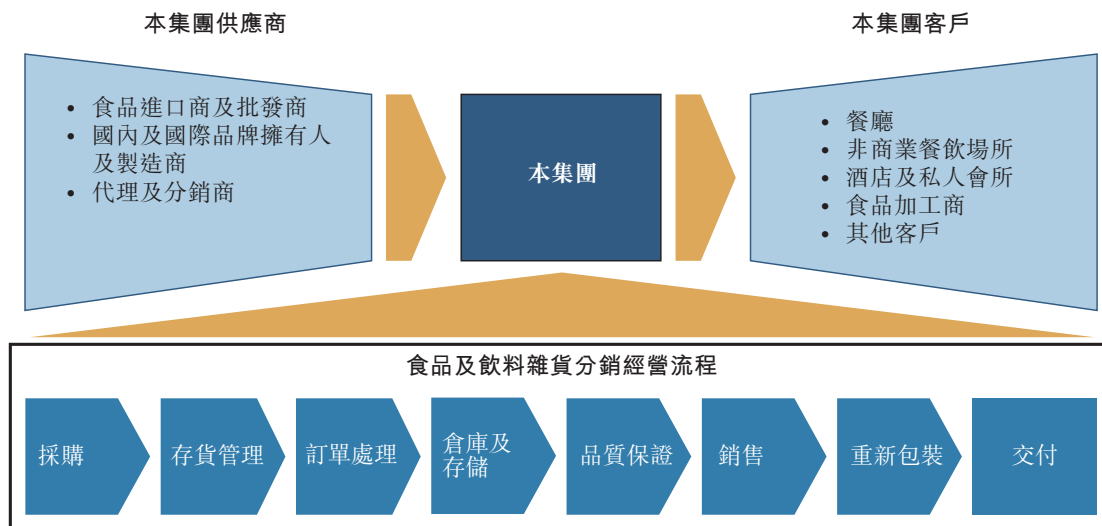 本集團供應商
本集團客戶
• 食品進口商及批發商
• 國內及國際品牌擁有人
及製造商
• 代理及分銷商
本集團
• 餐廳
• 非商業餐飲場所
• 酒店及私人會所
• 食品加工商
• 其他客戶
食品及飲料雜貨分銷經營流程
採購
存貨管理
訂單處理
倉庫及
存儲
品質保證
銷售
重新包裝
交付